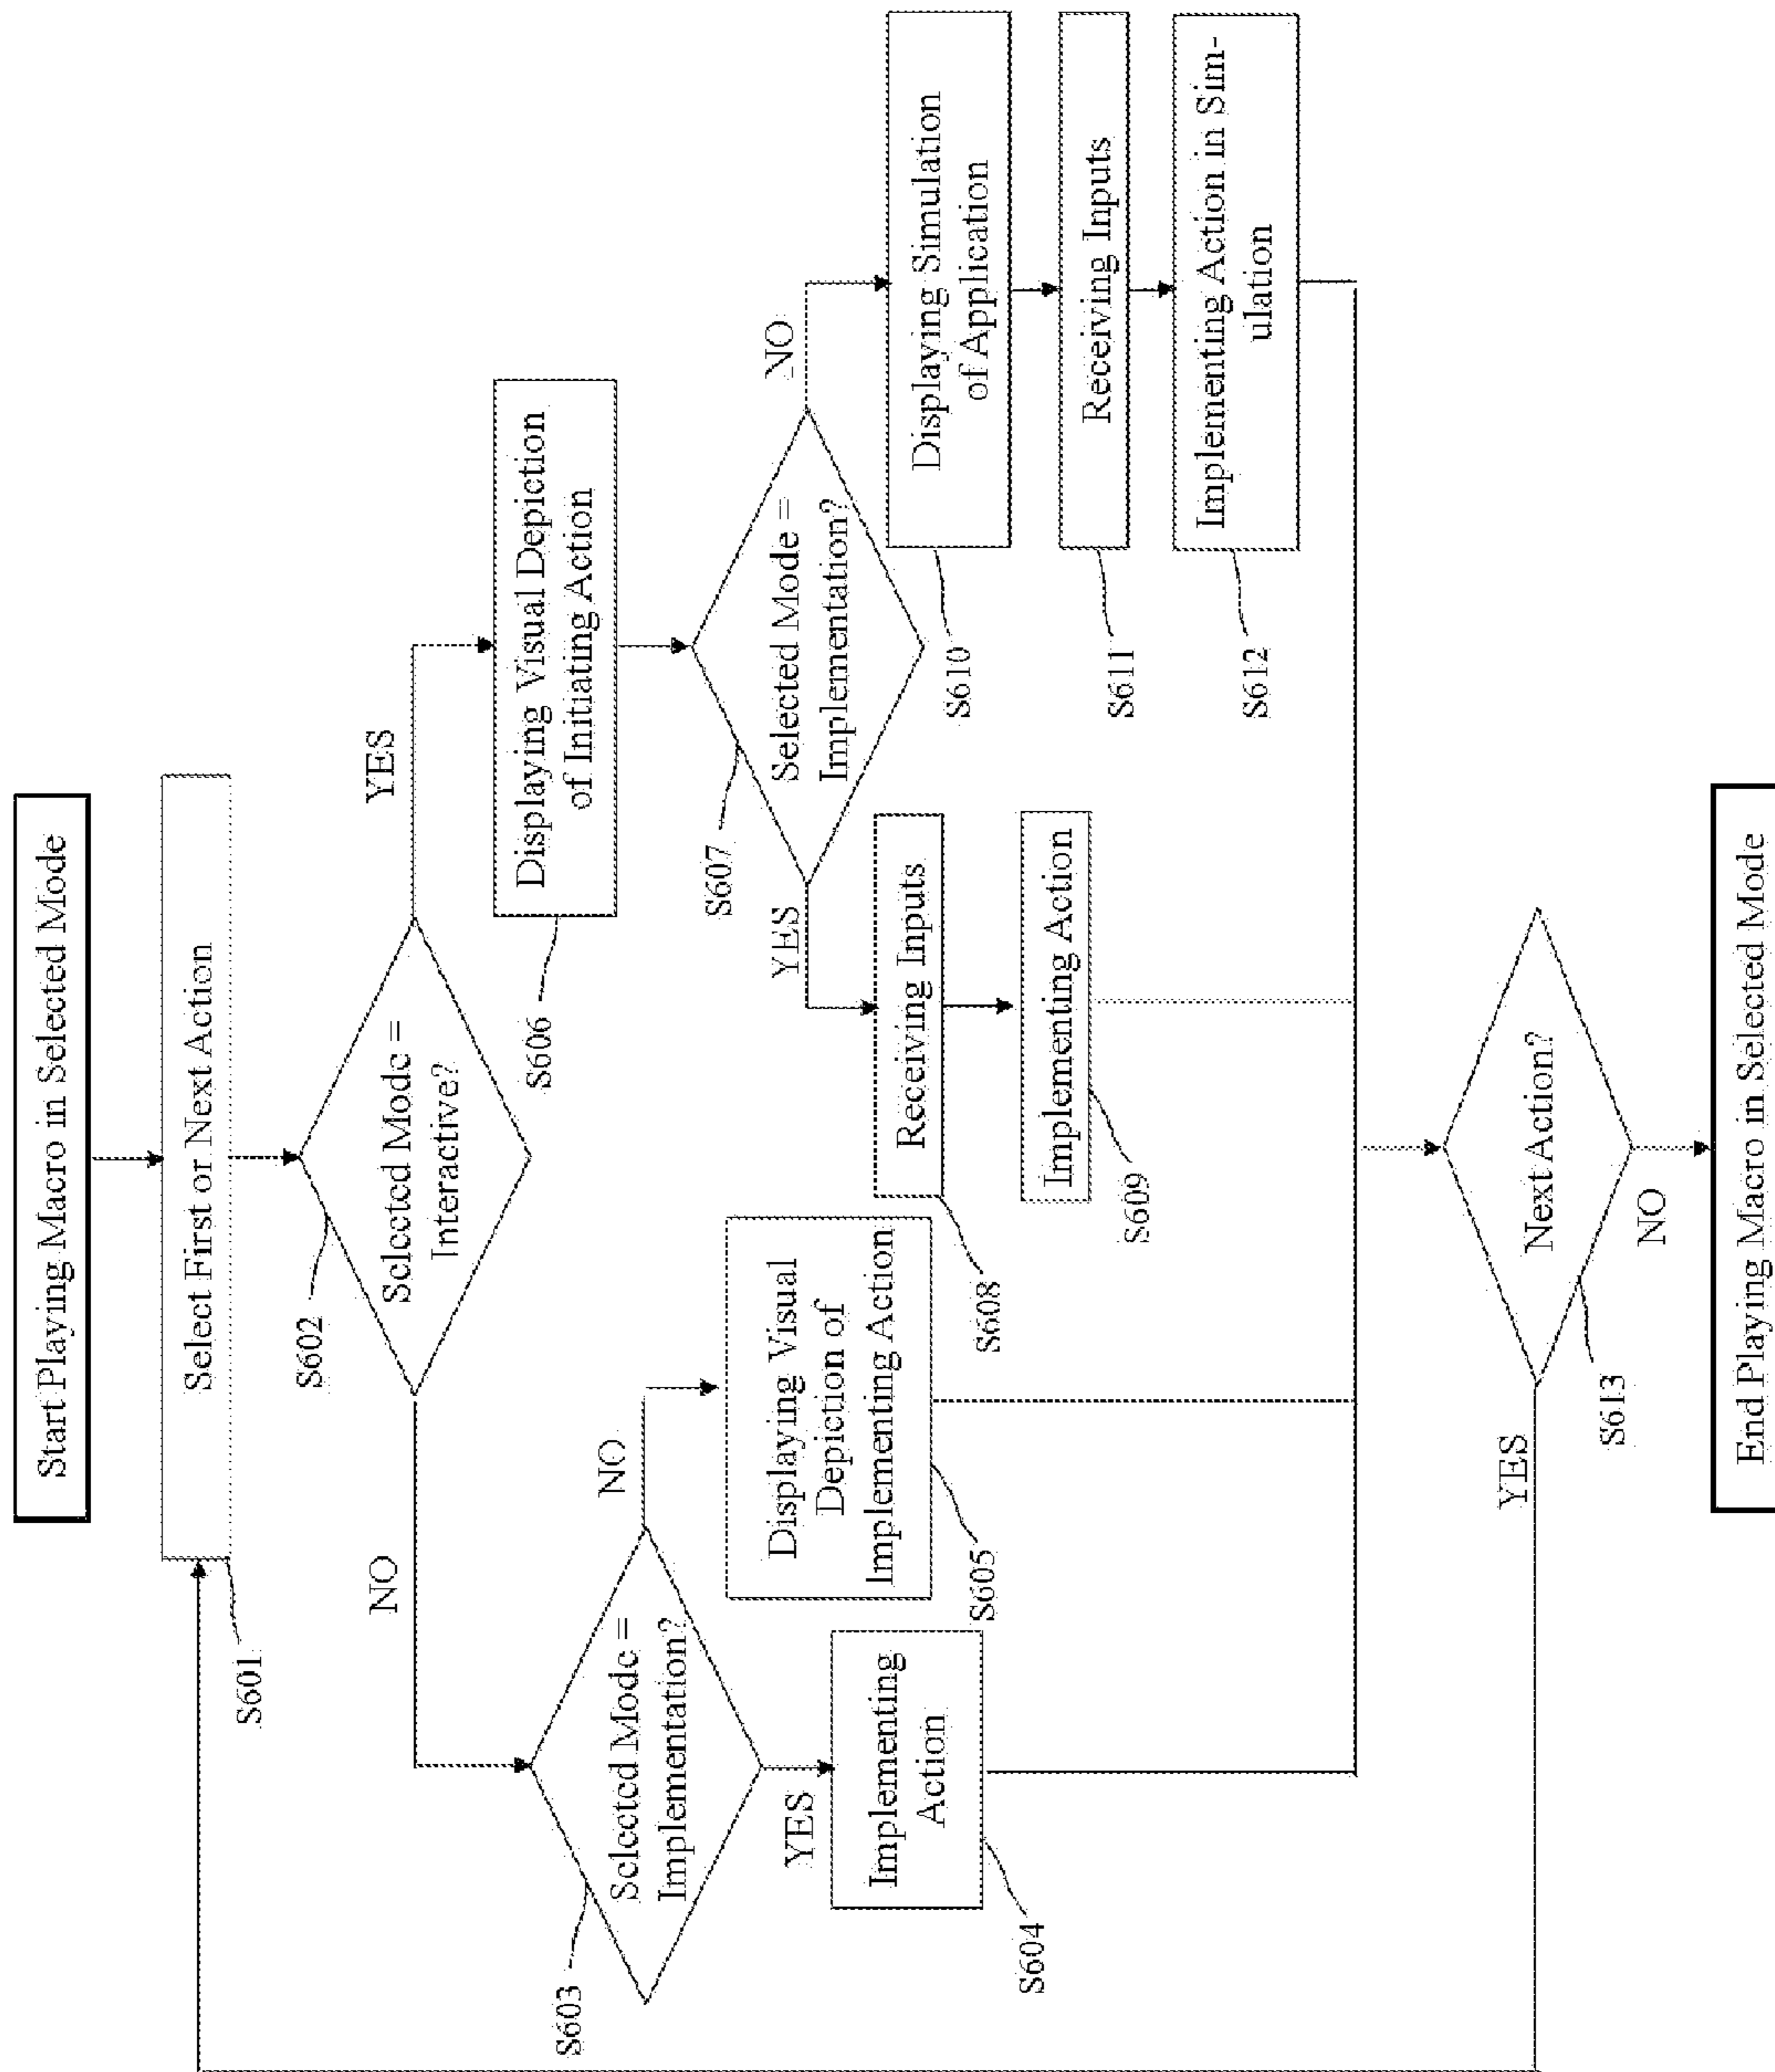 Start Playing Macro in Selected Mode
Select First or Next Action
S601
Selected Mode =
Interactive?
S602
NO
YES
Selected Mode =
Implementation?
S603
YES
NO
Implementing
Action
S604
Displaying Visual
Depiction of
Implementing Action
S605
Displaying Visual Depiction
of Initiating Action
S606
Selected Mode =
Implementation?
S607
YES
NO
Receiving Inputs
S608
Implementing Action
S609
Displaying Simulation
of Application
S610
Receiving Inputs
S611
Implementing Action in Sim-
ulation
S612
Next Action?
S613
YES
NO
End Playing Macro in Selected Mode